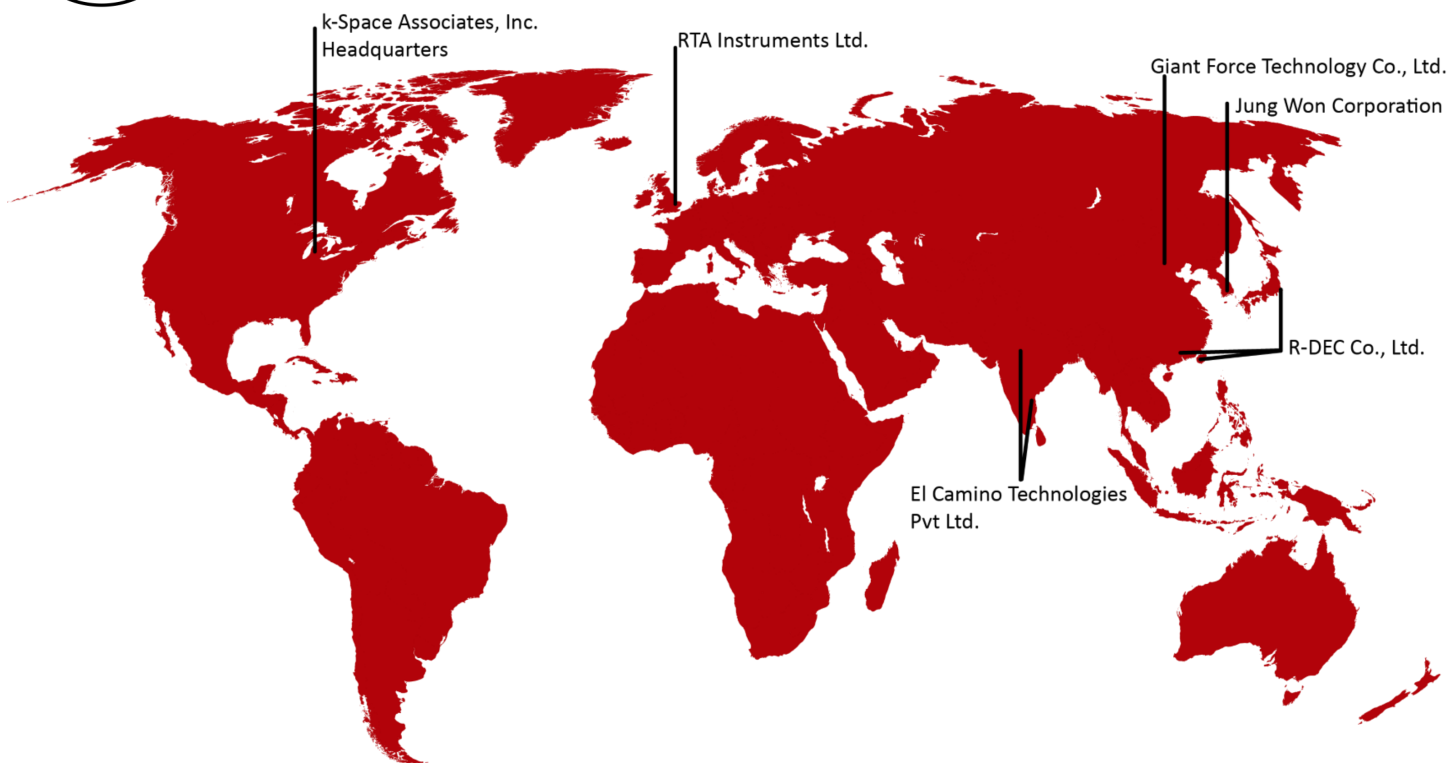 k-Space Associates, Inc.
Headquarters
RTA Instruments Ltd.
Giant Force Technology Co., Ltd.
Jung Won Corporation
R-DEC Co., Ltd.
El Camino Technologies
Pvt Ltd.